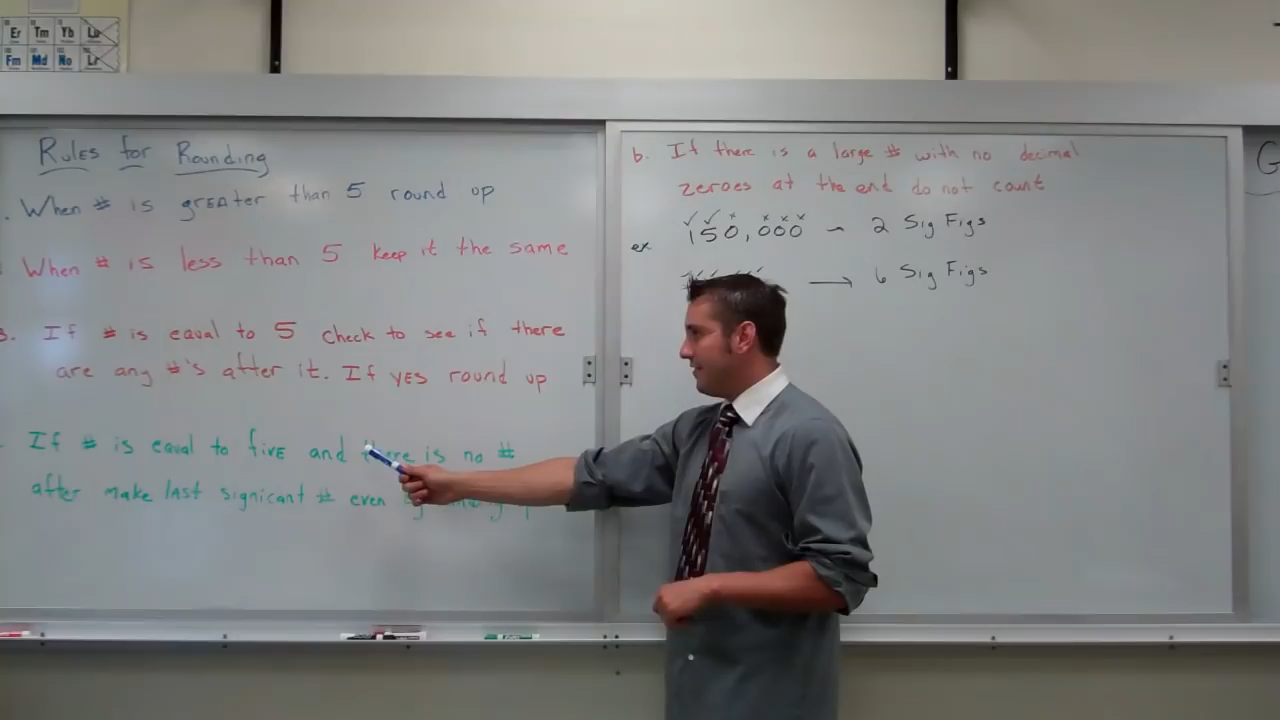 Er Tm Yb Lu
Fm Md No Lr
Rules for Rounding
. When # is greater than 5 round up
When # is less than 5 keep it the same
3. If # is equal to 5 check to see if there
are any #'s after it. If yes round up
If # is equal to five and there is no #
after make last signicant # even
b. If there is a large # with no decimal
zeroes at the end do not count
ex 150,000 – 2 Sig Figs
→ 6 Sig Figs
G